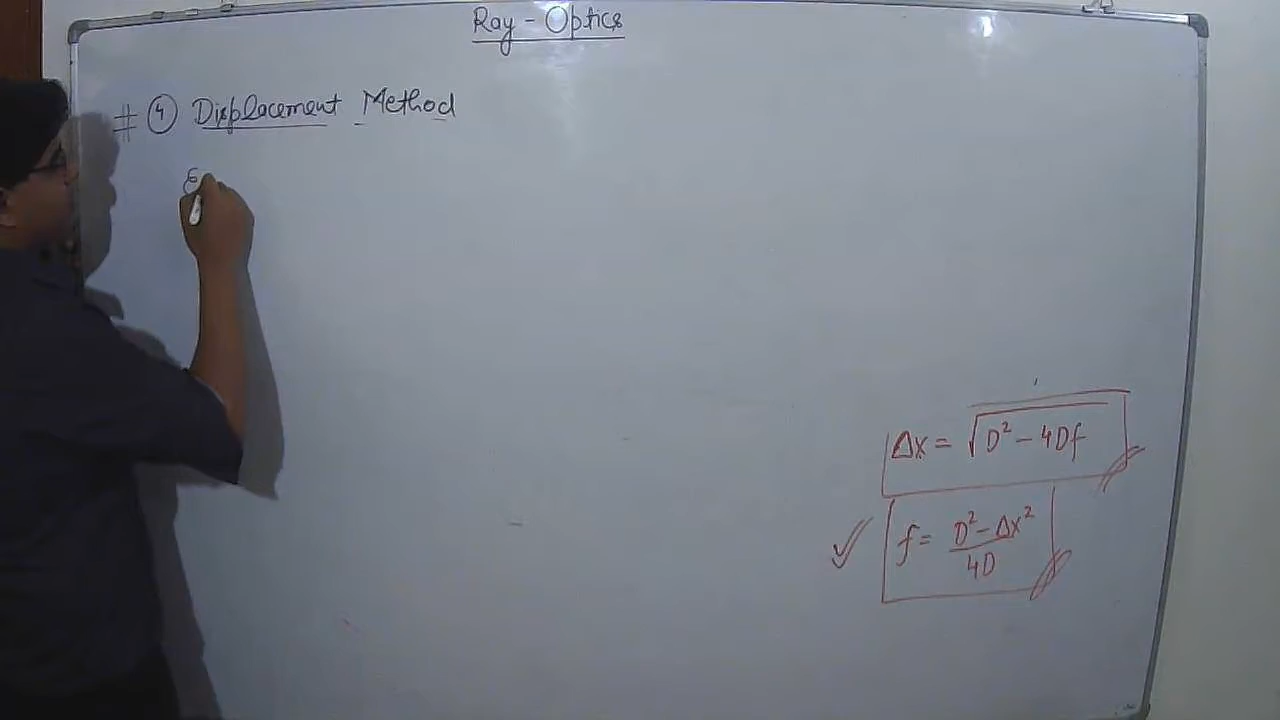 Ray - Optics
# ④ Displacement Method
Δx = √D² - 4Df
f = D² - Δx² / 4D